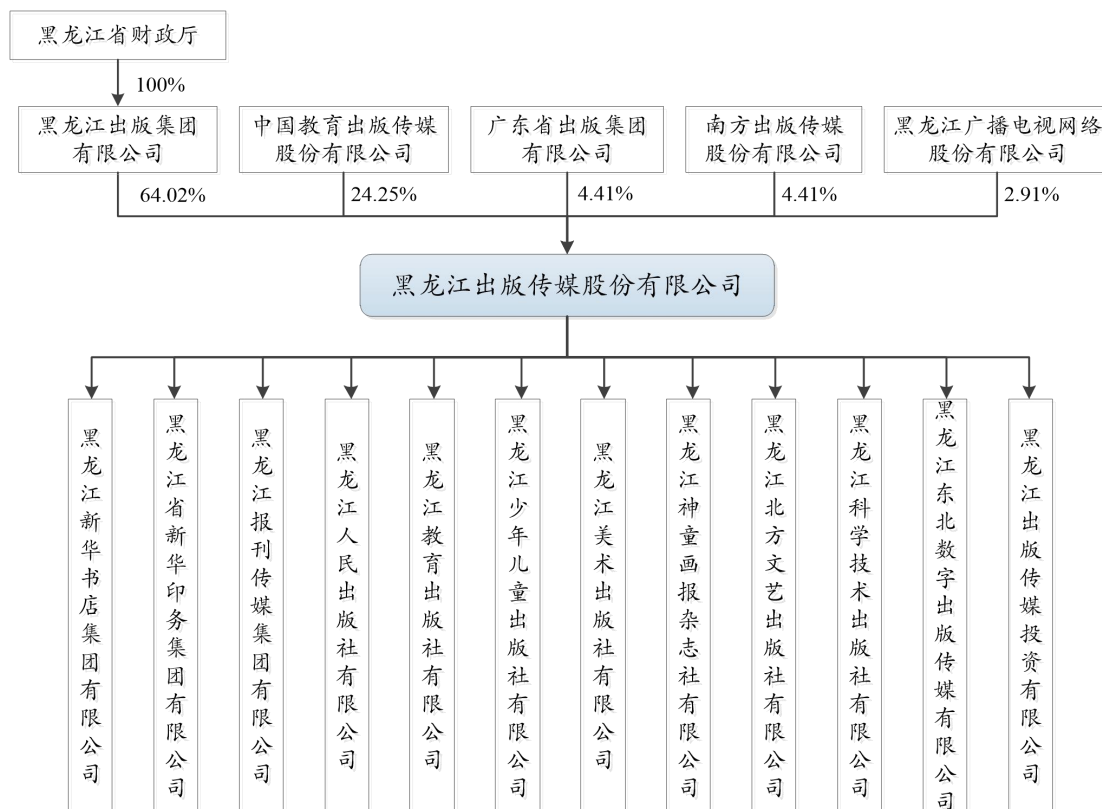 黑龙江省财政厅
100%
黑龙江出版集团
有限公司
中国教育出版传媒
股份有限公司
广东省出版集团
有限公司
南方出版传媒
股份有限公司
黑龙江广播电视网络
股份有限公司
64.02%
24.25%
4.41%
4.41%
2.91%
黑龙江出版传媒股份有限公司
黑龙江新华书店集团有限公司
黑龙江省新华印务集团有限公司
黑龙江报刊传媒集团有限公司
黑龙江人民出版社有限公司
黑龙江教育出版社有限公司
黑龙江少年儿童出版社有限公司
黑龙江美术出版社有限公司
黑龙江神童画报杂志社有限公司
黑龙江北方文艺出版社有限公司
黑龙江科学技术出版社有限公司
黑龙江东北数字出版传媒有限公司
黑龙江出版传媒投资有限公司